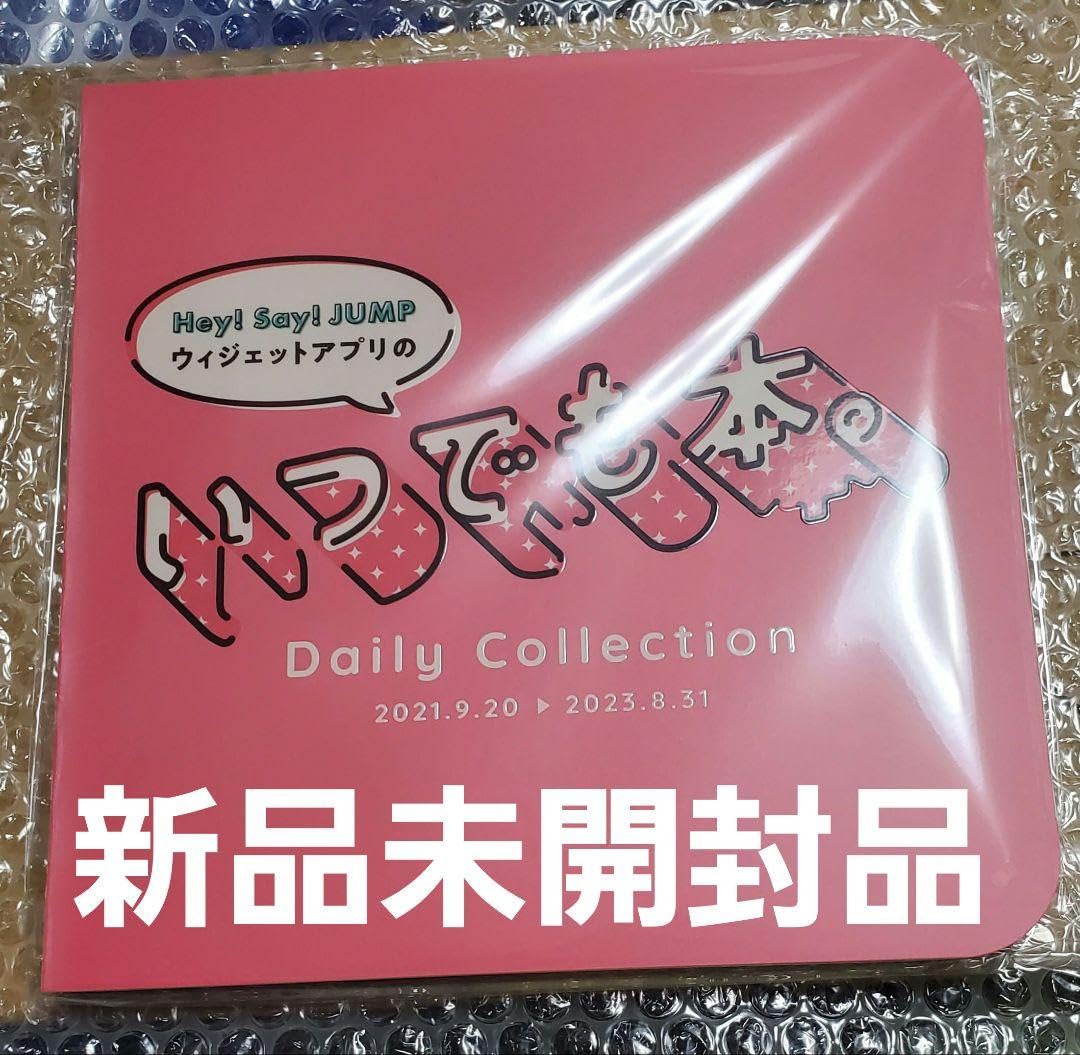 Hey! Say! JUMP
ウィジェットアプリの
いつでも本。
Daily Collection
2021.9.20 ▶ 2023.8.31
新品未開封品